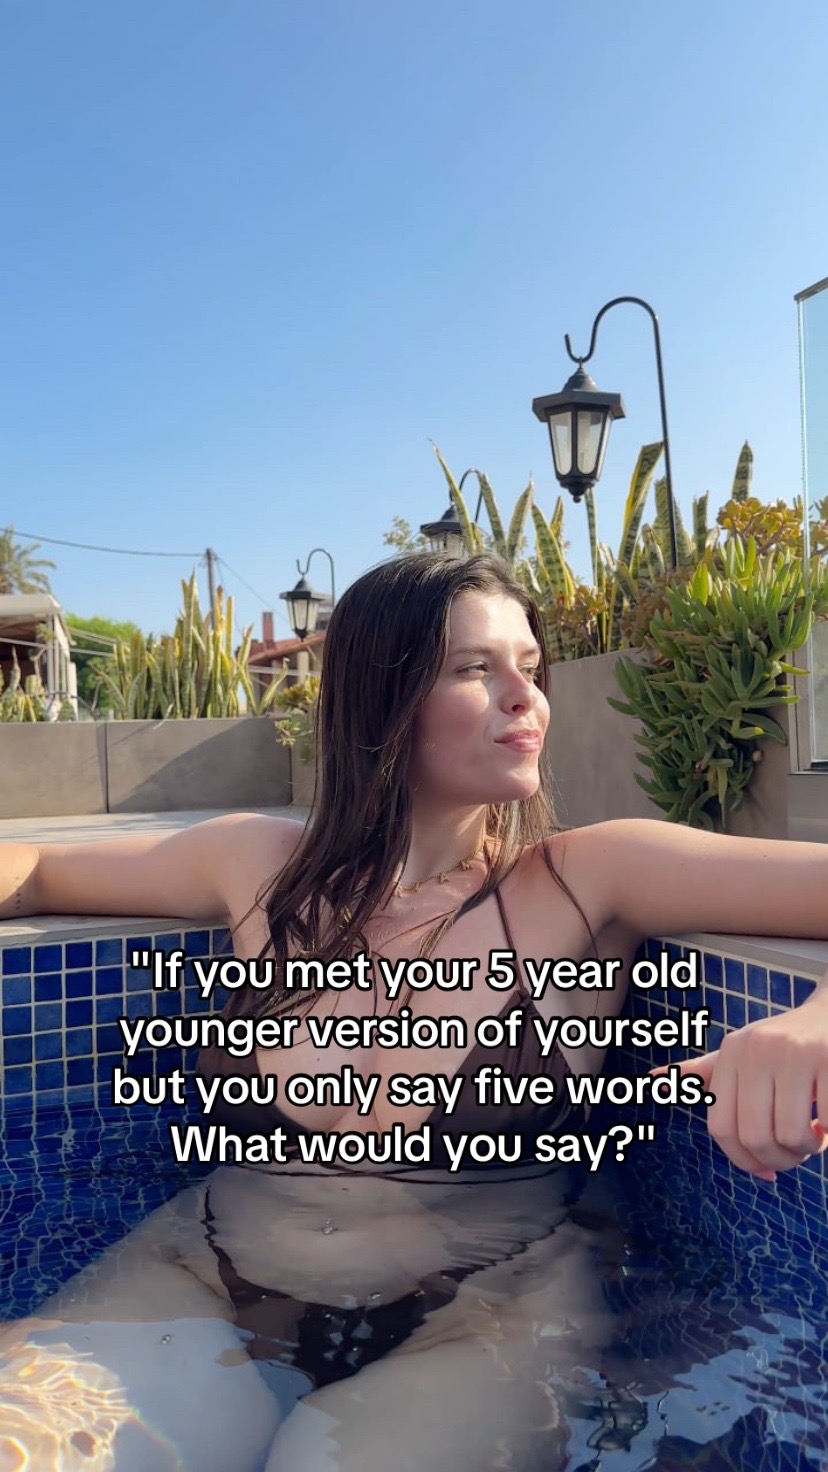 "If you met your 5 year old
younger version of yourself
but you only say five words.
What would you say?"